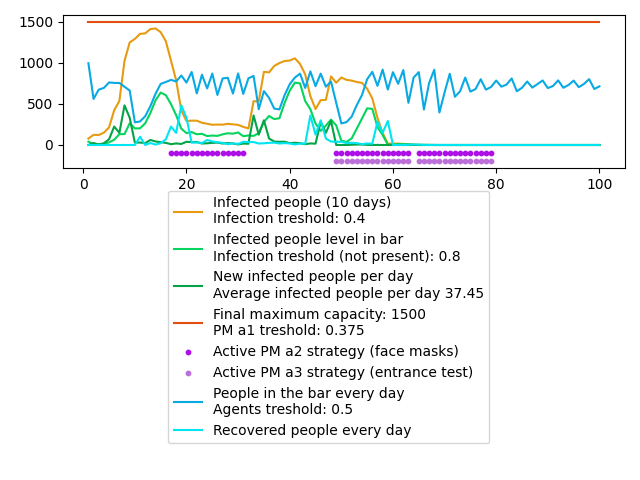 1500
1000
500
0
0
20
40
60
80
100
Infected people (10 days)
Infection treshold: 0.4
Infected people level in bar
Infection treshold (not present): 0.8
New infected people per day
Average infected people per day 37.45
Final maximum capacity: 1500
PM a1 treshold: 0.375
Active PM a2 strategy (face masks)
Active PM a3 strategy (entrance test)
People in the bar every day
Agents treshold: 0.5
Recovered people every day